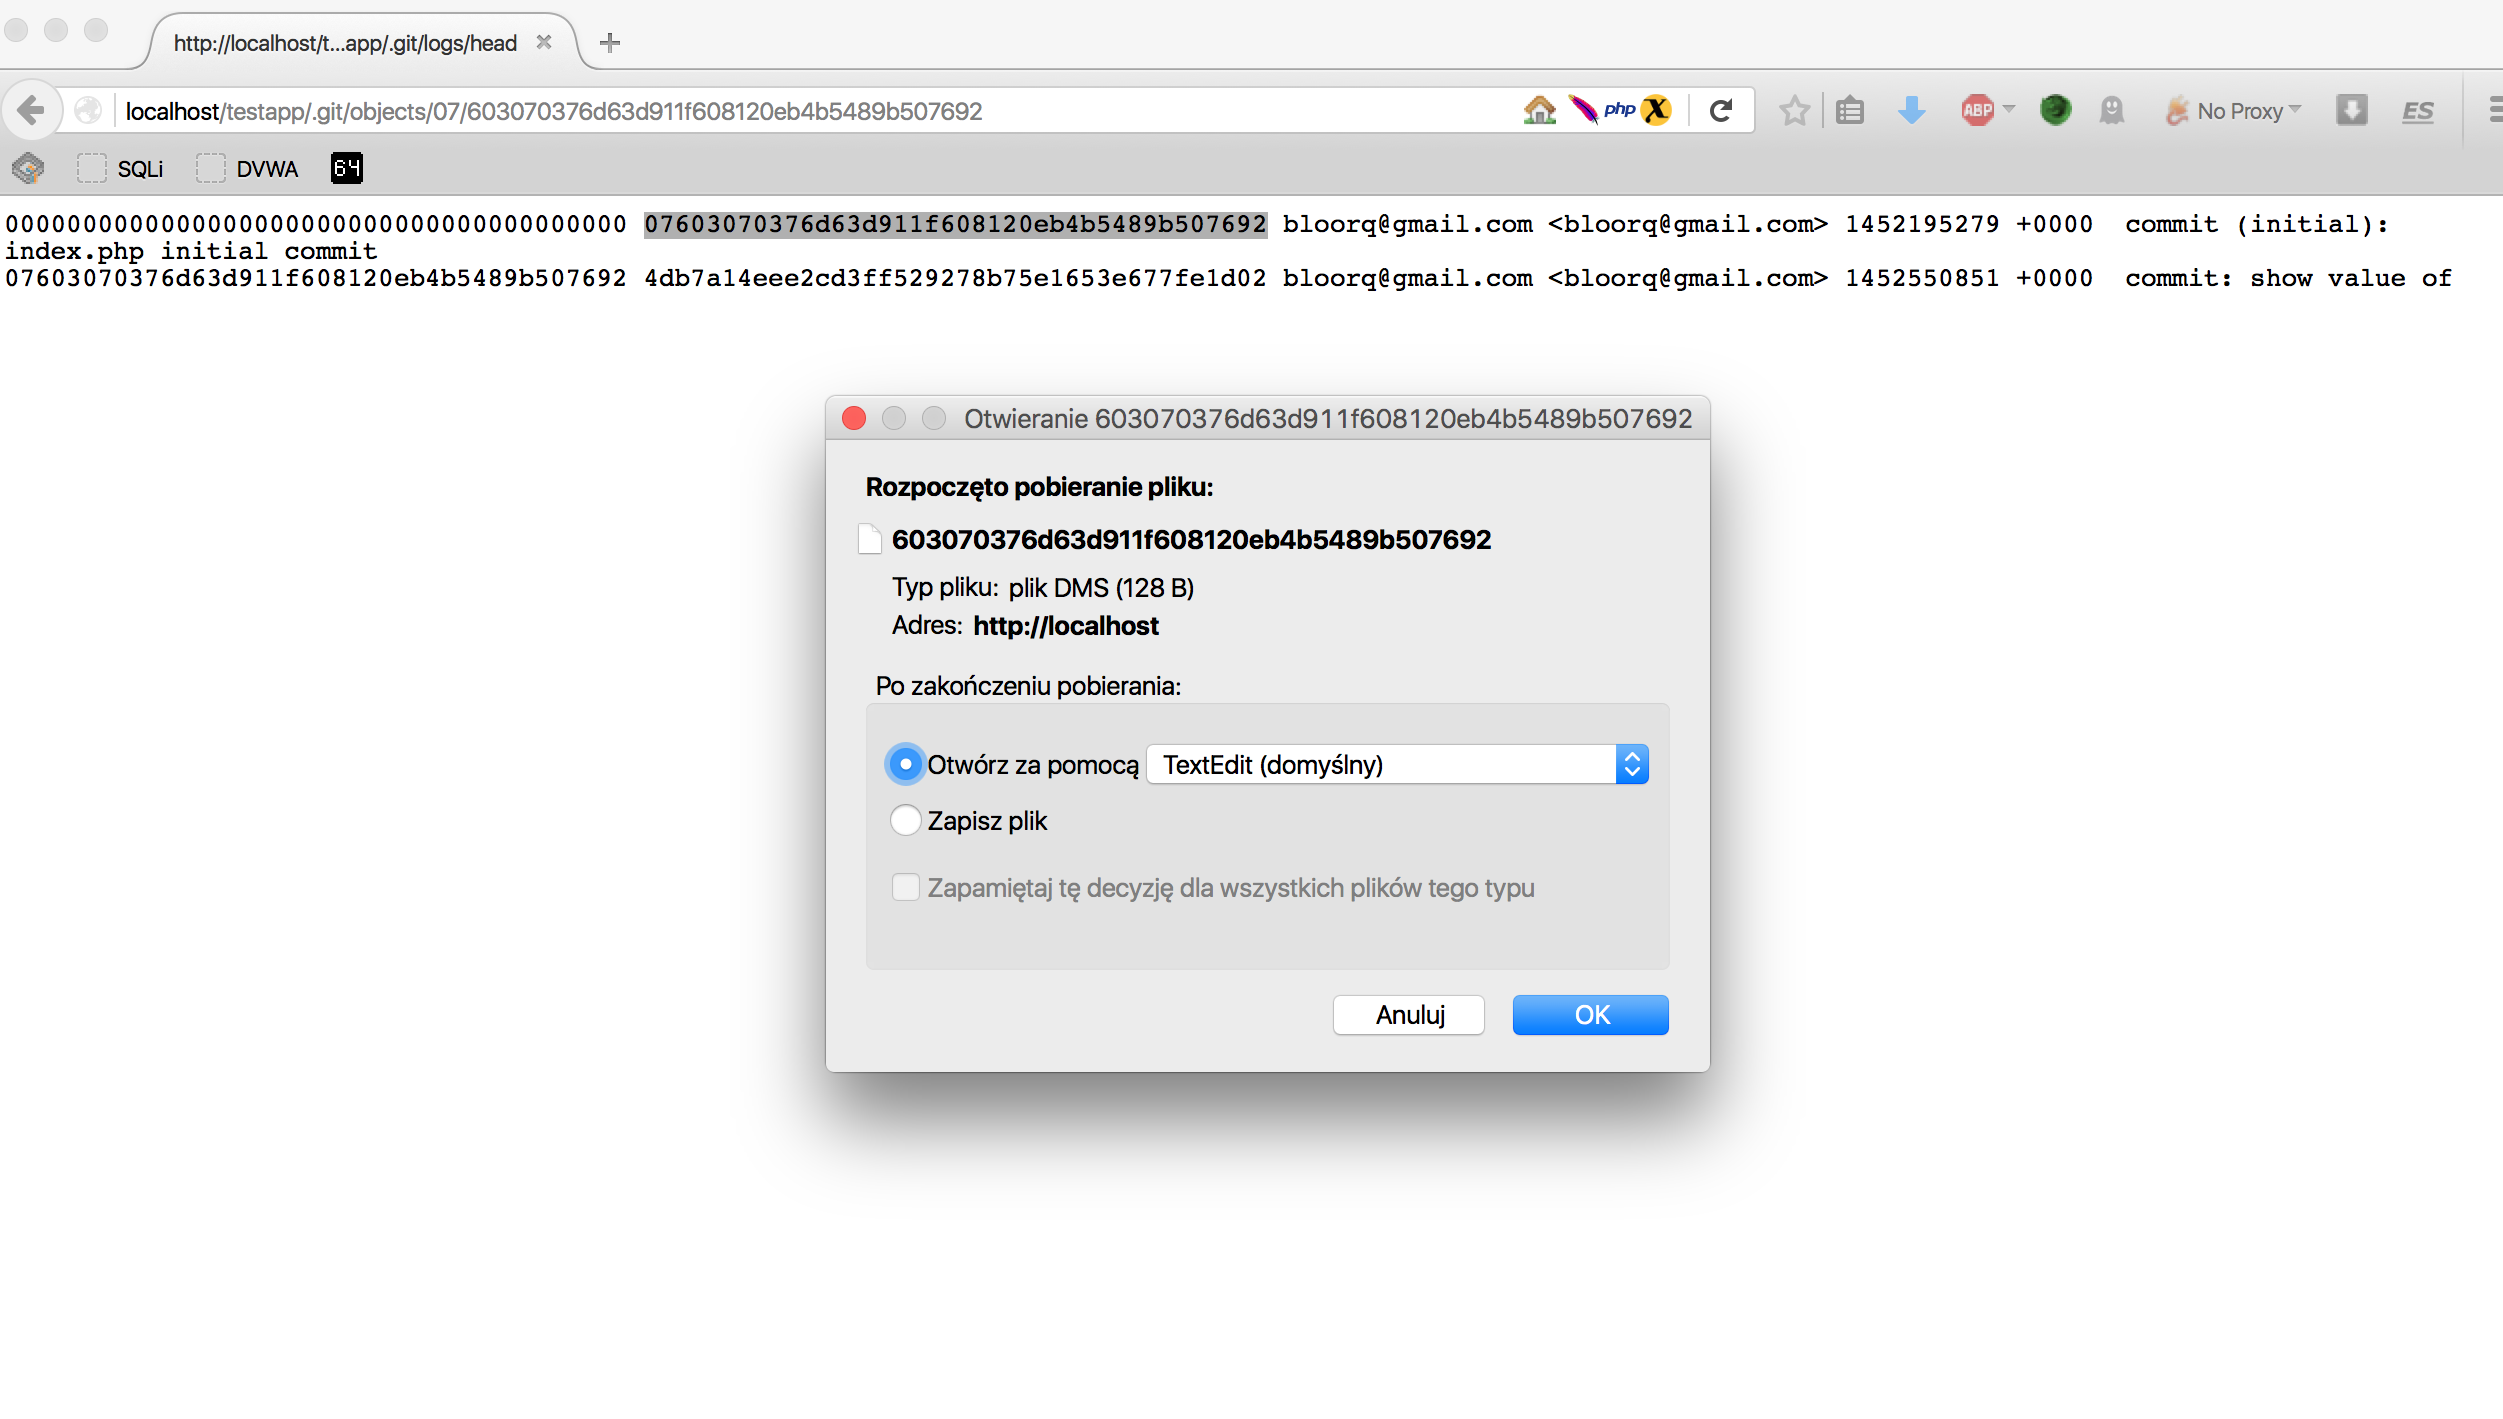 http://localhost/t...app/.git/logs/head
localhost/testapp/.git/objects/07/603070376d63d911f608120eb4b5489b507692
php
ABP
No Proxy
ES
SQLi
DVWA
64
0000000000000000000000000000000000000000 07603070376d63d911f608120eb4b5489b507692 bloorq@gmail.com <bloorq@gmail.com> 1452195279 +0000 commit (initial):
index.php initial commit
07603070376d63d911f608120eb4b5489b507692 4db7a14eee2cd3ff529278b75e1653e677fe1d02 bloorq@gmail.com <bloorq@gmail.com> 1452550851 +0000 commit: show value of
Otwieranie 603070376d63d911f608120eb4b5489b507692
Rozpoczęto pobieranie pliku:
603070376d63d911f608120eb4b5489b507692
Typ pliku: plik DMS (128 B)
Adres: http://localhost
Po zakończeniu pobierania:
Otwórz za pomocą TextEdit (domyślny)
Zapisz plik
Zapamiętaj tę decyzję dla wszystkich plików tego typu
Anuluj OK